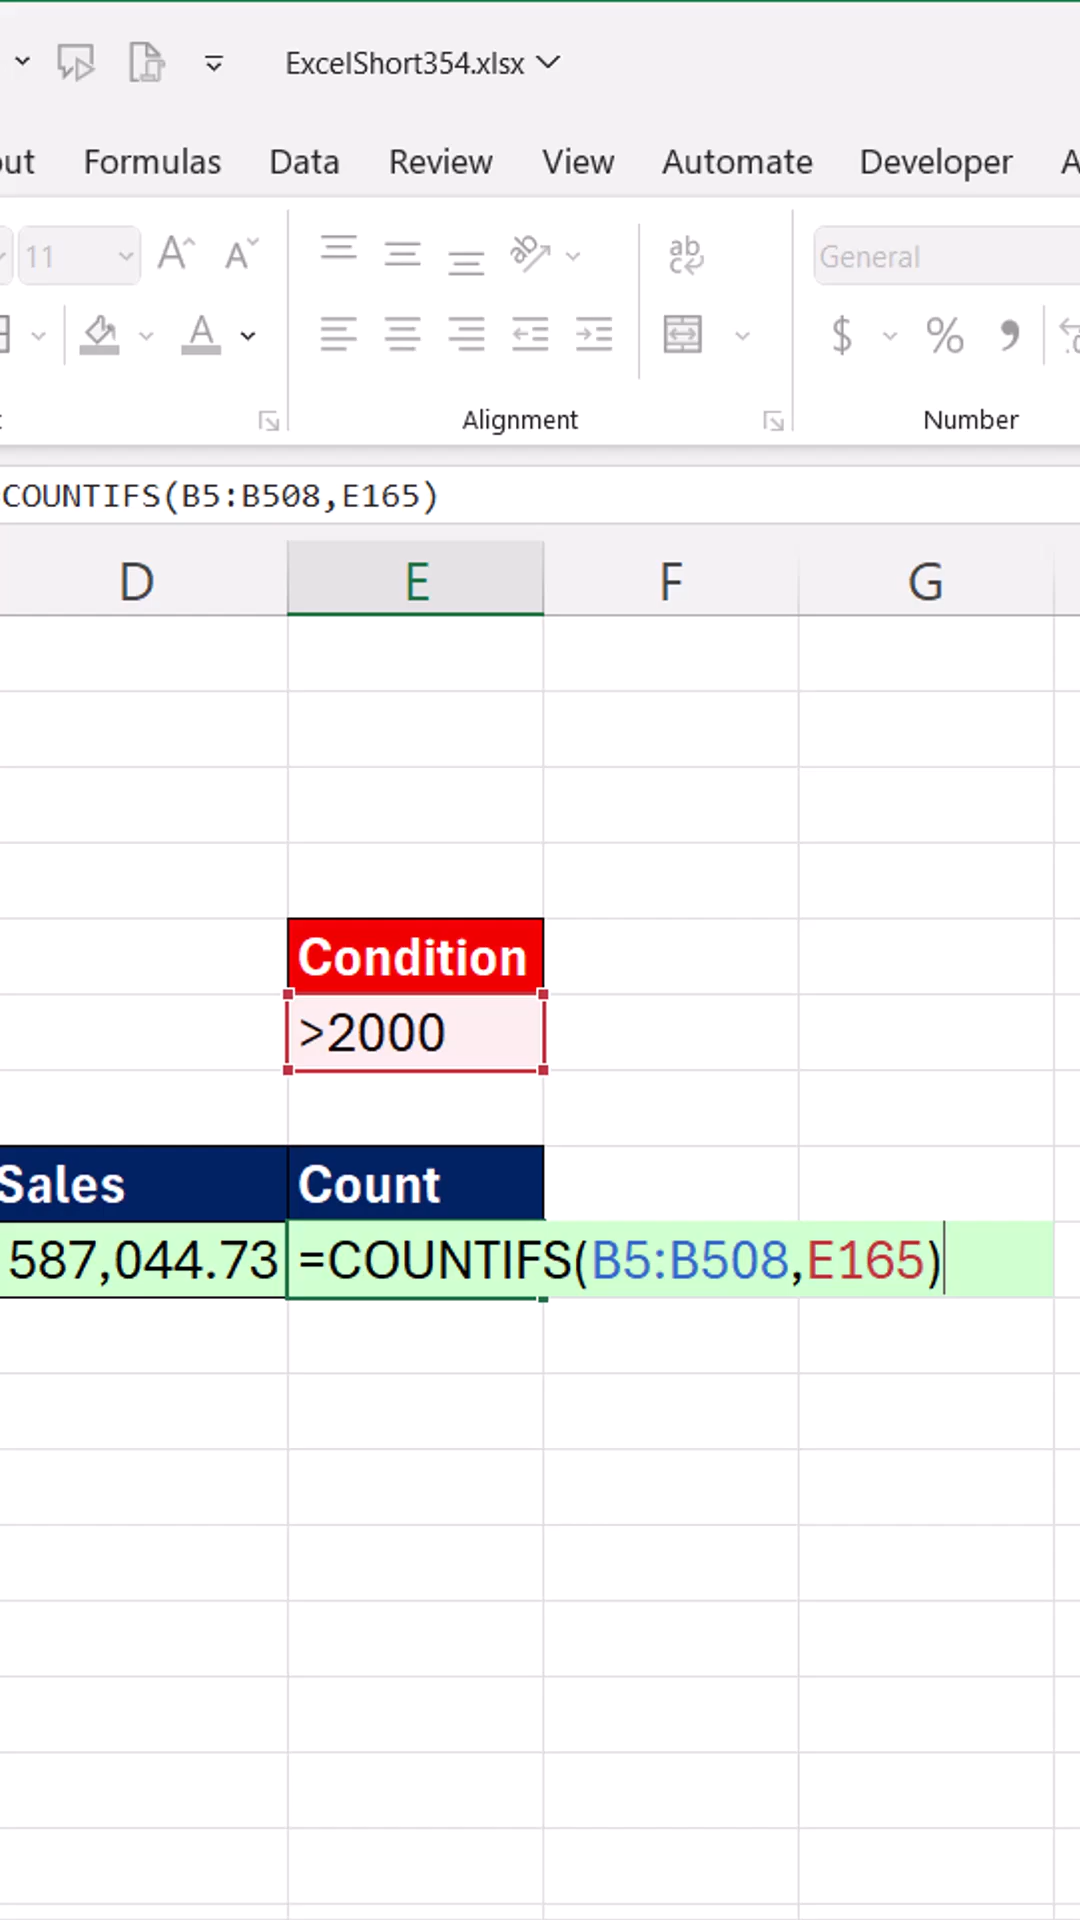 ExcelShort354.xlsx
out Formulas Data Review View Automate Developer A
11 General
Alignment Number
COUNTIFS(B5:B508,E165)
D E F G
Condition
>2000
Sales Count
587,044.73 =COUNTIFS(B5:B508,E165)